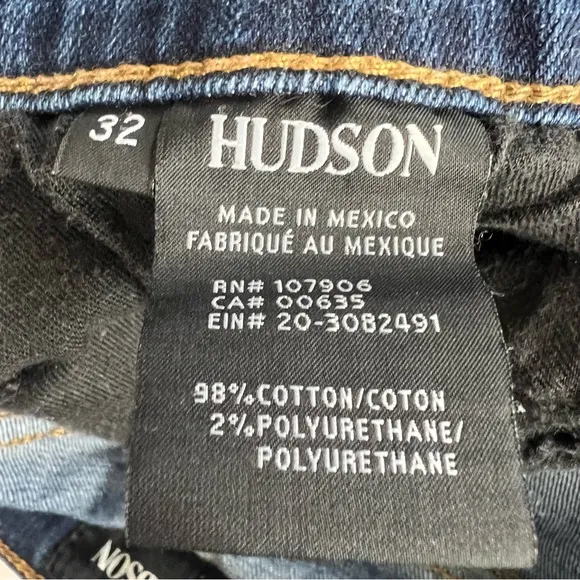 32
HUDSON
MADE IN MEXICO
FABRIQUÉ AU MEXIQUE
RN# 107906
CA# 00635
EIN# 20-3082491
98%COTTON/COTON
2%POLYURETHANE/
POLYURETHANE